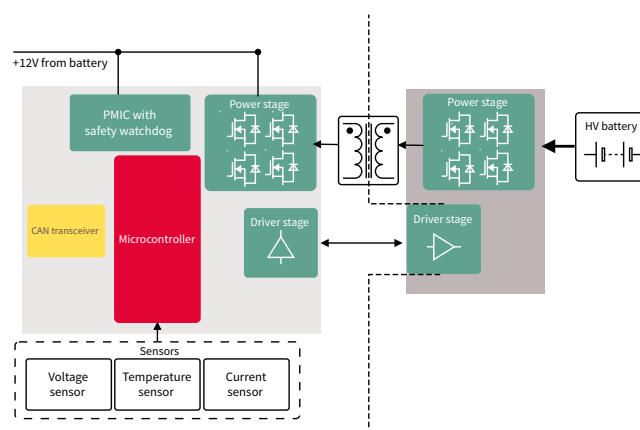 +12V from battery
PMIC with
safety watchdog
Power stage
Power stage
HV battery
CAN transceiver
Microcontroller
Driver stage
Driver stage
Sensors
Voltage
sensor
Temperature
sensor
Current
sensor